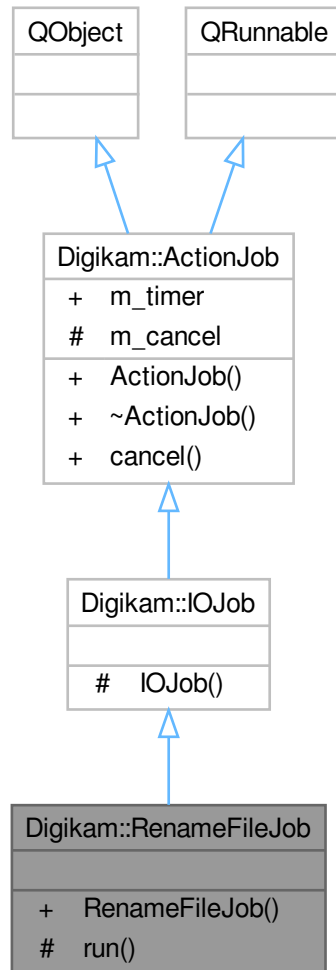 QObject
QRunnable
Digikam::ActionJob
+ m_timer
# m_cancel
+ ActionJob()
+ ~ActionJob()
+ cancel()
Digikam::IOJob
# IOJob()
Digikam::RenameFileJob
+ RenameFileJob()
# run()